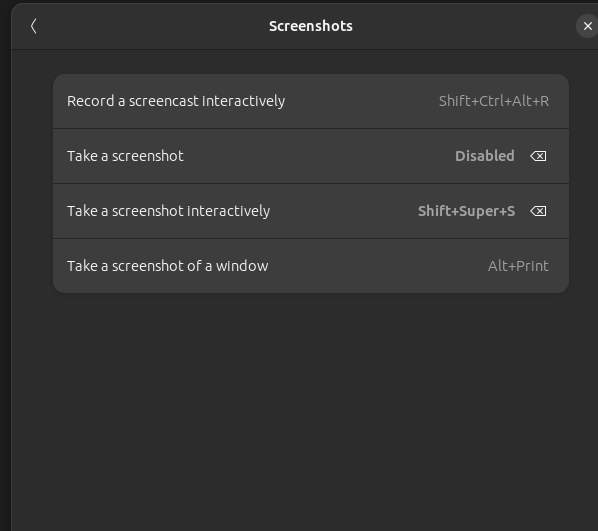 Screenshots
Record a screencast interactively Shift+Ctrl+Alt+R
Take a screenshot Disabled
Take a screenshot interactively Shift+Super+S
Take a screenshot of a window Alt+Print